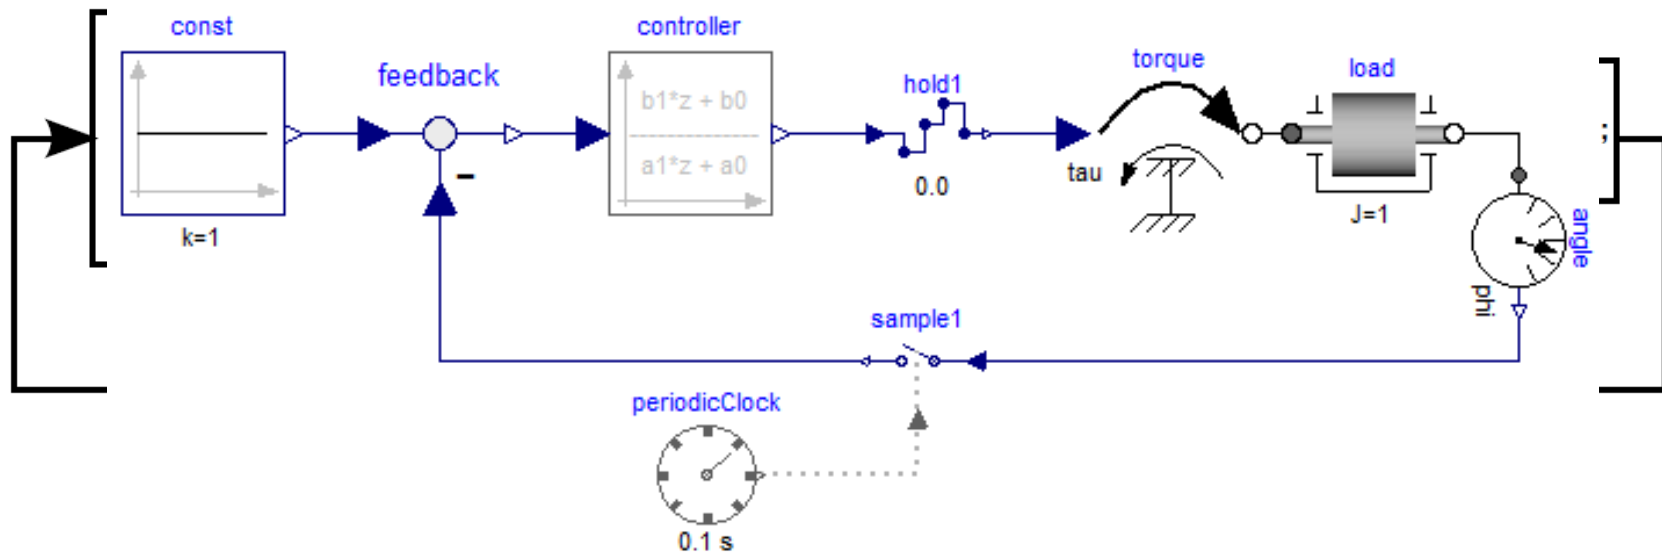 const
controller
feedback
b1*z + b0
a1*z + a0
k=1
-
hold1
0.0
torque
tau
load
J=1
;
angle
phi
sample1
periodicClock
0.1 s